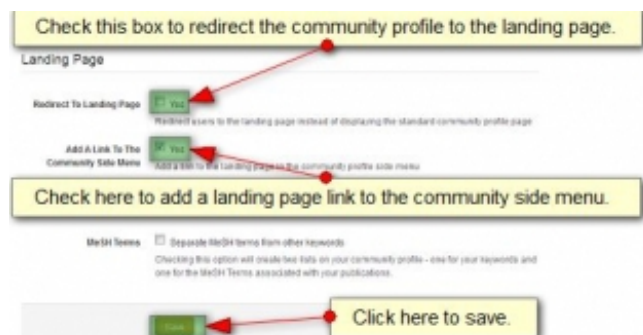 Check this box to redirect the community profile to the landing page.
Landing Page
Redirect To Landing Page
Yes
Redirect users to the landing page instead of displaying the standard community profile page
Add A Link To The
Community Side Menu
Yes
Add a link to the landing page to the community profile side menu
Check here to add a landing page link to the community side menu.
MeSH Terms
Separate MeSH terms from other keywords
Checking this option will create two lists on your community profile - one for your keywords and
one for the MeSH Terms associated with your publications.
Save
Click here to save.